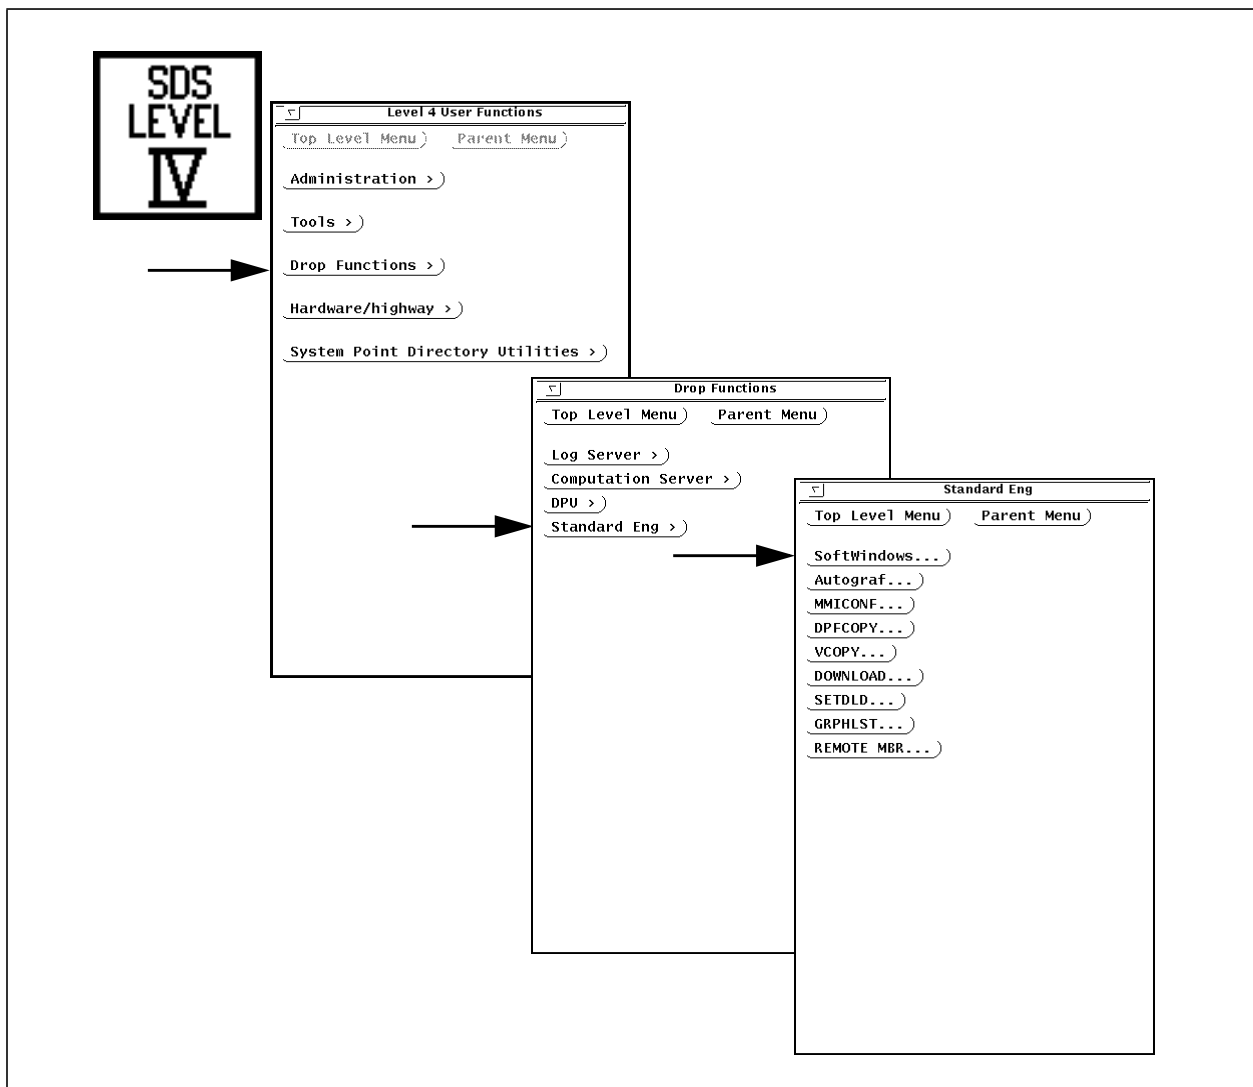 SDS
LEVEL
IV
Level 4 User Functions
Top Level Menu Parent Menu
Administration >
Tools >
Drop Functions >
Hardware/highway >
System Point Directory Utilities >
Drop Functions
Top Level Menu Parent Menu
Log Server >
Computation Server >
DPU >
Standard Eng >
Standard Eng
Top Level Menu Parent Menu
SoftWindows...
Autograf...
MMICONF...
DPFCOPY...
VCOPY...
DOWNLOAD...
SETDLD...
GRPHLST...
REMOTE MBR...